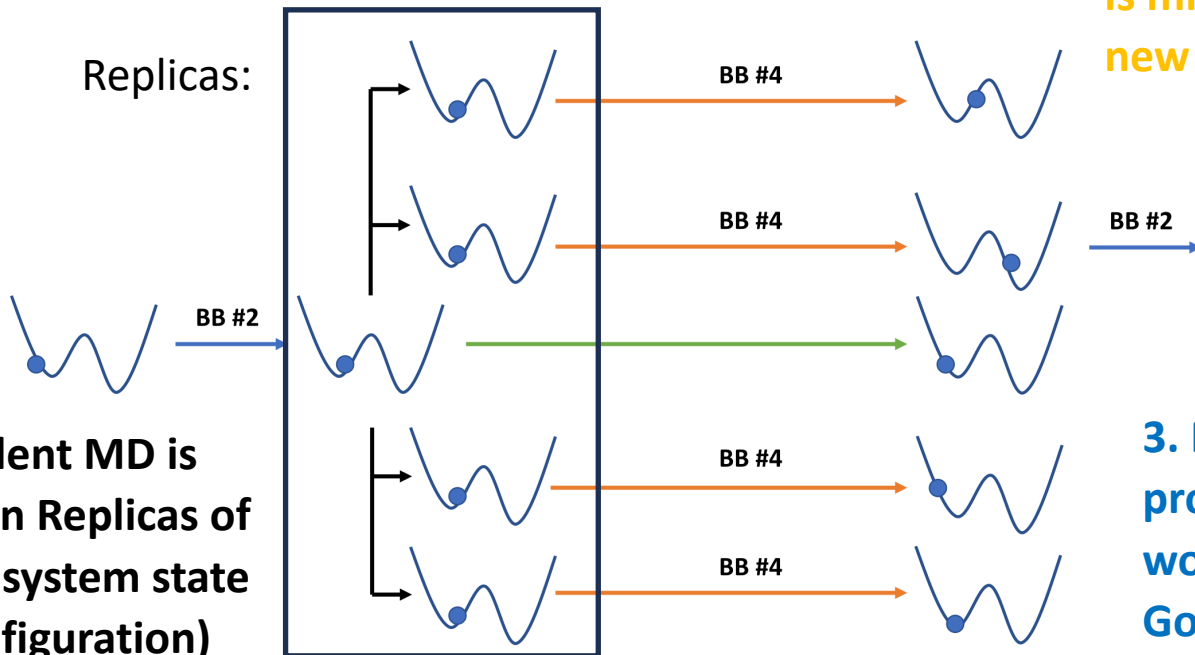 new
Replicas:
BB #4
BB #4
BB #2
BB #2
dent MD is
n Replicas of
system state
figuration)
BB #4
BB #4
3.
pro
wo
Go